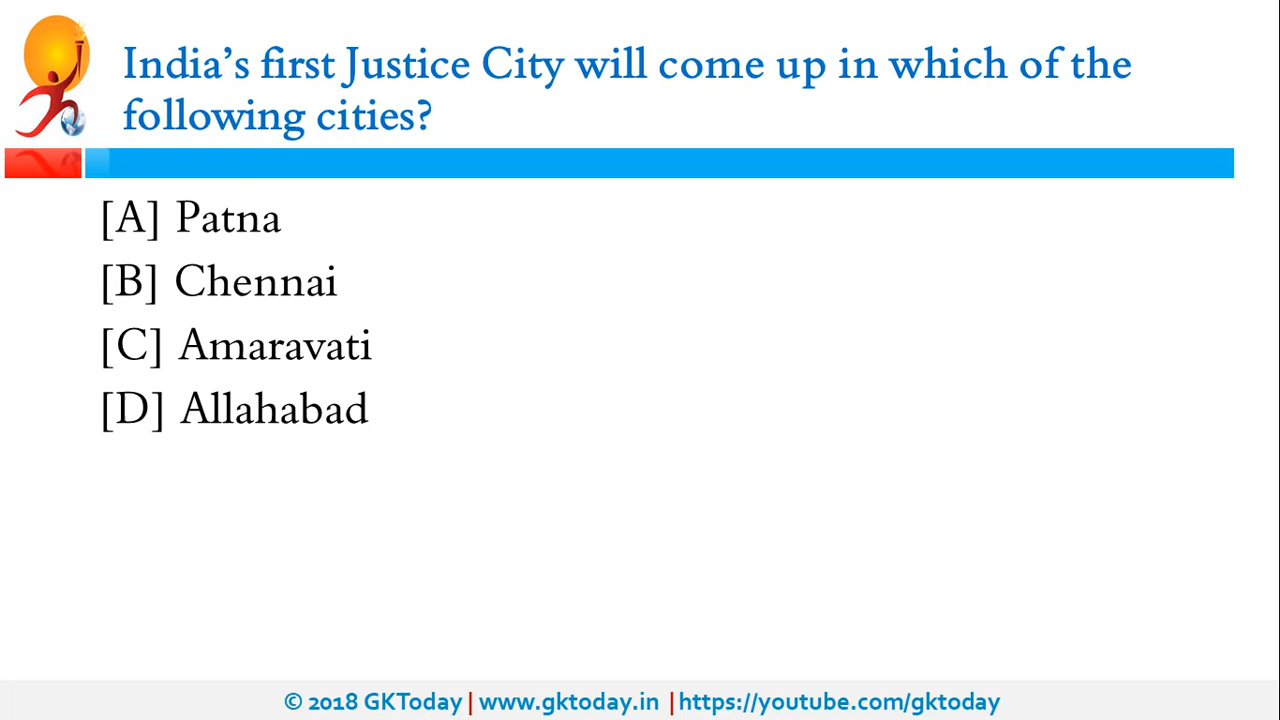 India’s first Justice City will come up in which of the
following cities?
[A] Patna
[B] Chennai
[C] Amaravati
[D] Allahabad
© 2018 GKToday | www.gktoday.in | https://youtube.com/gktoday